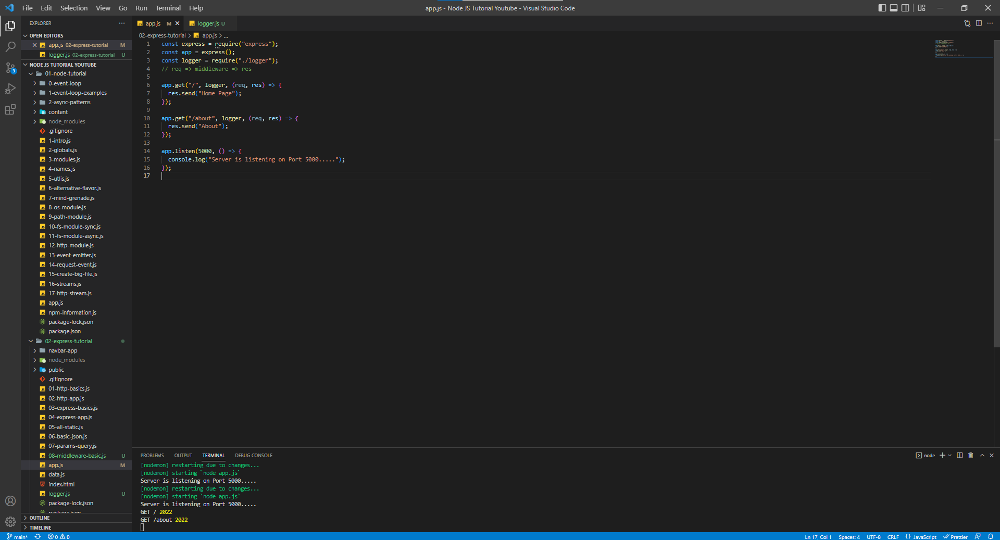 File Edit Selection View Go Run Terminal Help
app.js - Node JS Tutorial Youtube - Visual Studio Code
EXPLORER
OPEN EDITORS
app.js 02-express-tutorial M
logger.js 02-express-tutorial U
NODE JS TUTORIAL YOUTUBE
01-node-tutorial
0-event-loop
1-event-loop-examples
2-async-patterns
content
node_modules
.gitignore
1-intro.js
2-globals.js
3-modules.js
4-names.js
5-utlis.js
6-alternative-flavor.js
7-mind-grenade.js
8-os-module.js
9-path-module.js
10-fs-module-sync.js
11-fs-module-async.js
12-http-module.js
13-event-emitter.js
14-request-event.js
15-create-big-file.js
16-streams.js
17-http-stream.js
app.js
npm-information.js
package-lock.json
package.json
02-express-tutorial
navbar-app
node_modules
public
.gitignore
01-http-basics.js
02-http-app.js
03-express-basics.js
04-express-app.js
05-all-static.js
06-basic-json.js
07-params-query.js
08-middleware-basic.js U
app.js M
data.js
index.html
logger.js U
package-lock.json
package.json
OUTLINE
TIMELINE
app.js M
logger.js U
02-express-tutorial > app.js > ...
1 const express = require("express");
2 const app = express();
3 const logger = require("./logger");
4 // req => middleware => res
5
6 app.get("/", logger, (req, res) => {
7 res.send("Home Page");
8 });
9
10 app.get("/about", logger, (req, res) => {
11 res.send("About");
12 });
13
14 app.listen(5000, () => {
15 console.log("Server is listening on Port 5000.....");
16 });
17
PROBLEMS OUTPUT TERMINAL DEBUG CONSOLE
node
[nodemon] restarting due to changes...
[nodemon] starting `node app.js`
Server is listening on Port 5000.....
[nodemon] restarting due to changes...
[nodemon] starting `node app.js`
Server is listening on Port 5000.....
GET / 2022
GET /about 2022
3
main* 0 0
Ln 17, Col 1 Spaces: 4 UTF-8 CRLF {} JavaScript Prettier